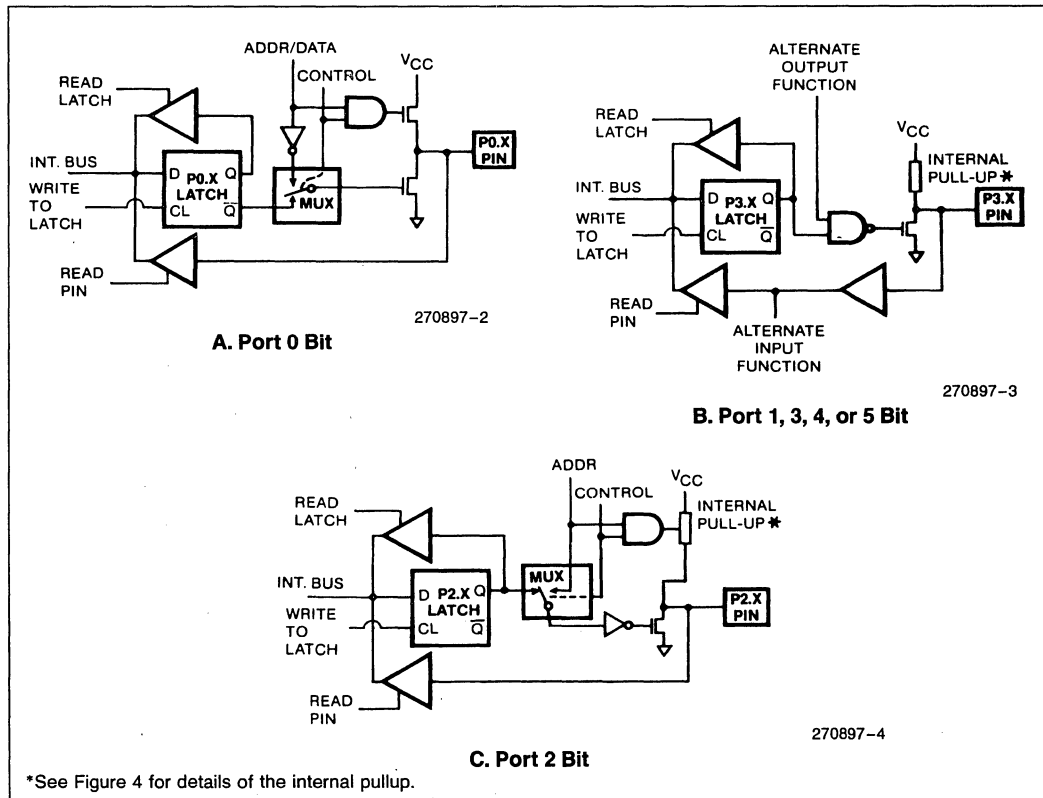 ADDR/DATA
CONTROL
VCC
READ
LATCH
P0.X
PIN
INT. BUS
D P0.X Q
LATCH
MUX
WRITE
TO
LATCH
CL Q̅
READ
PIN
270897-2
A. Port 0 Bit
ALTERNATE
OUTPUT
FUNCTION
READ
LATCH
VCC
INTERNAL
PULL-UP *
INT. BUS
D P3.X Q
LATCH
P3.X
PIN
WRITE
TO
LATCH
CL Q̅
READ
PIN
ALTERNATE
INPUT
FUNCTION
270897-3
B. Port 1, 3, 4, or 5 Bit
ADDR
CONTROL
VCC
READ
LATCH
INTERNAL
PULL-UP *
MUX
INT. BUS
D P2.X Q
LATCH
P2.X
PIN
WRITE
TO
LATCH
CL Q̅
READ
PIN
270897-4
C. Port 2 Bit
*See Figure 4 for details of the internal pullup.